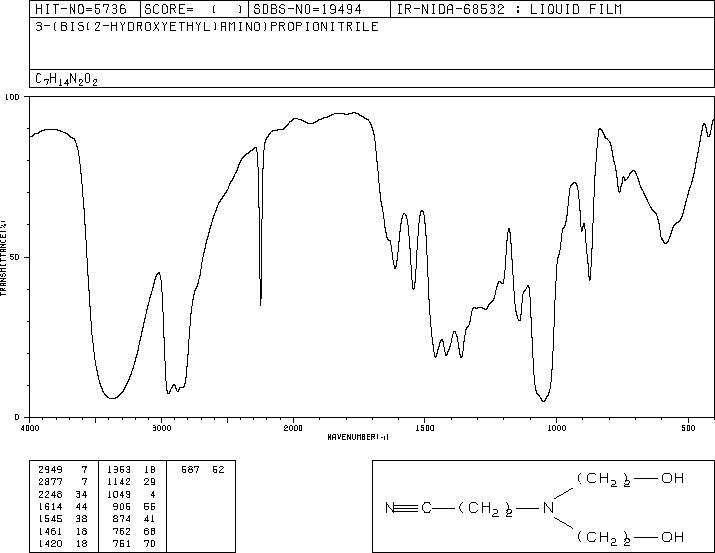 HIT-NO=5736 SCORE= ( ) SDBS-NO=19494 IR-NIDA-68532 : LIQUID FILM
3-(BIS(2-HYDROXYETHYL)AMINO)PROPIONITRILE
C7H14N2O2
100
50
0
TRANSMITTANCE(%)
4000 3000 2000 1500 1000 500
WAVENUMBER(-1)
2949 7 1363 18 587 52
2877 7 1142 29
2248 34 1049 4
1614 44 906 56
1545 38 874 41
1461 18 762 68
1420 18 751 70
(CH2)2—OH
N≡C—(CH2)2—N
(CH2)2—OH